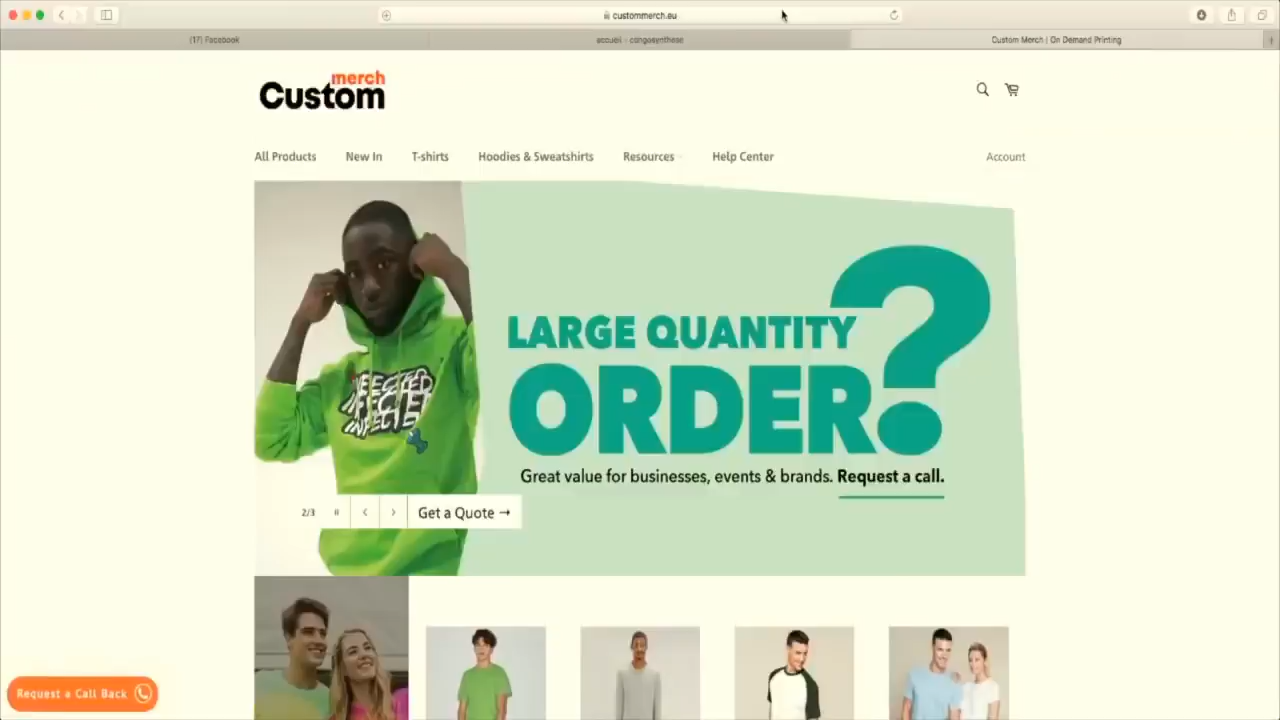 custommerch.eu
(17) Facebook
accueil - congosynthese
Custom Merch | On Demand Printing
merch
Custom
All Products
New In
T-shirts
Hoodies & Sweatshirts
Resources
Help Center
Account
LARGE QUANTITY
ORDER?
Great value for businesses, events & brands. Request a call.
2/3
Get a Quote →
Request a Call Back